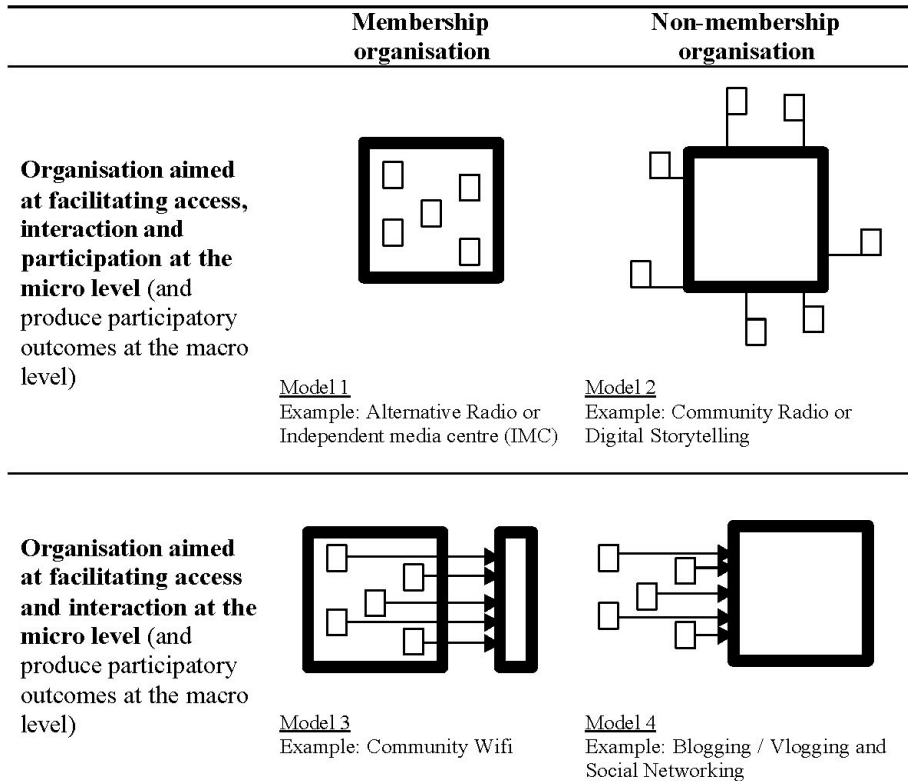 Membership
organisation
Non-membership
organisation
Organisation aimed
at facilitating access,
interaction and
participation at the
micro level (and
produce participatory
outcomes at the macro
level)
Model 1
Example: Alternative Radio or
Independent media centre (IMC)
Model 2
Example: Community Radio or
Digital Storytelling
Organisation aimed
at facilitating access
and interaction at the
micro level (and
produce participatory
outcomes at the macro
level)
Model 3
Example: Community Wifi
Model 4
Example: Blogging / Vlogging and
Social Networking